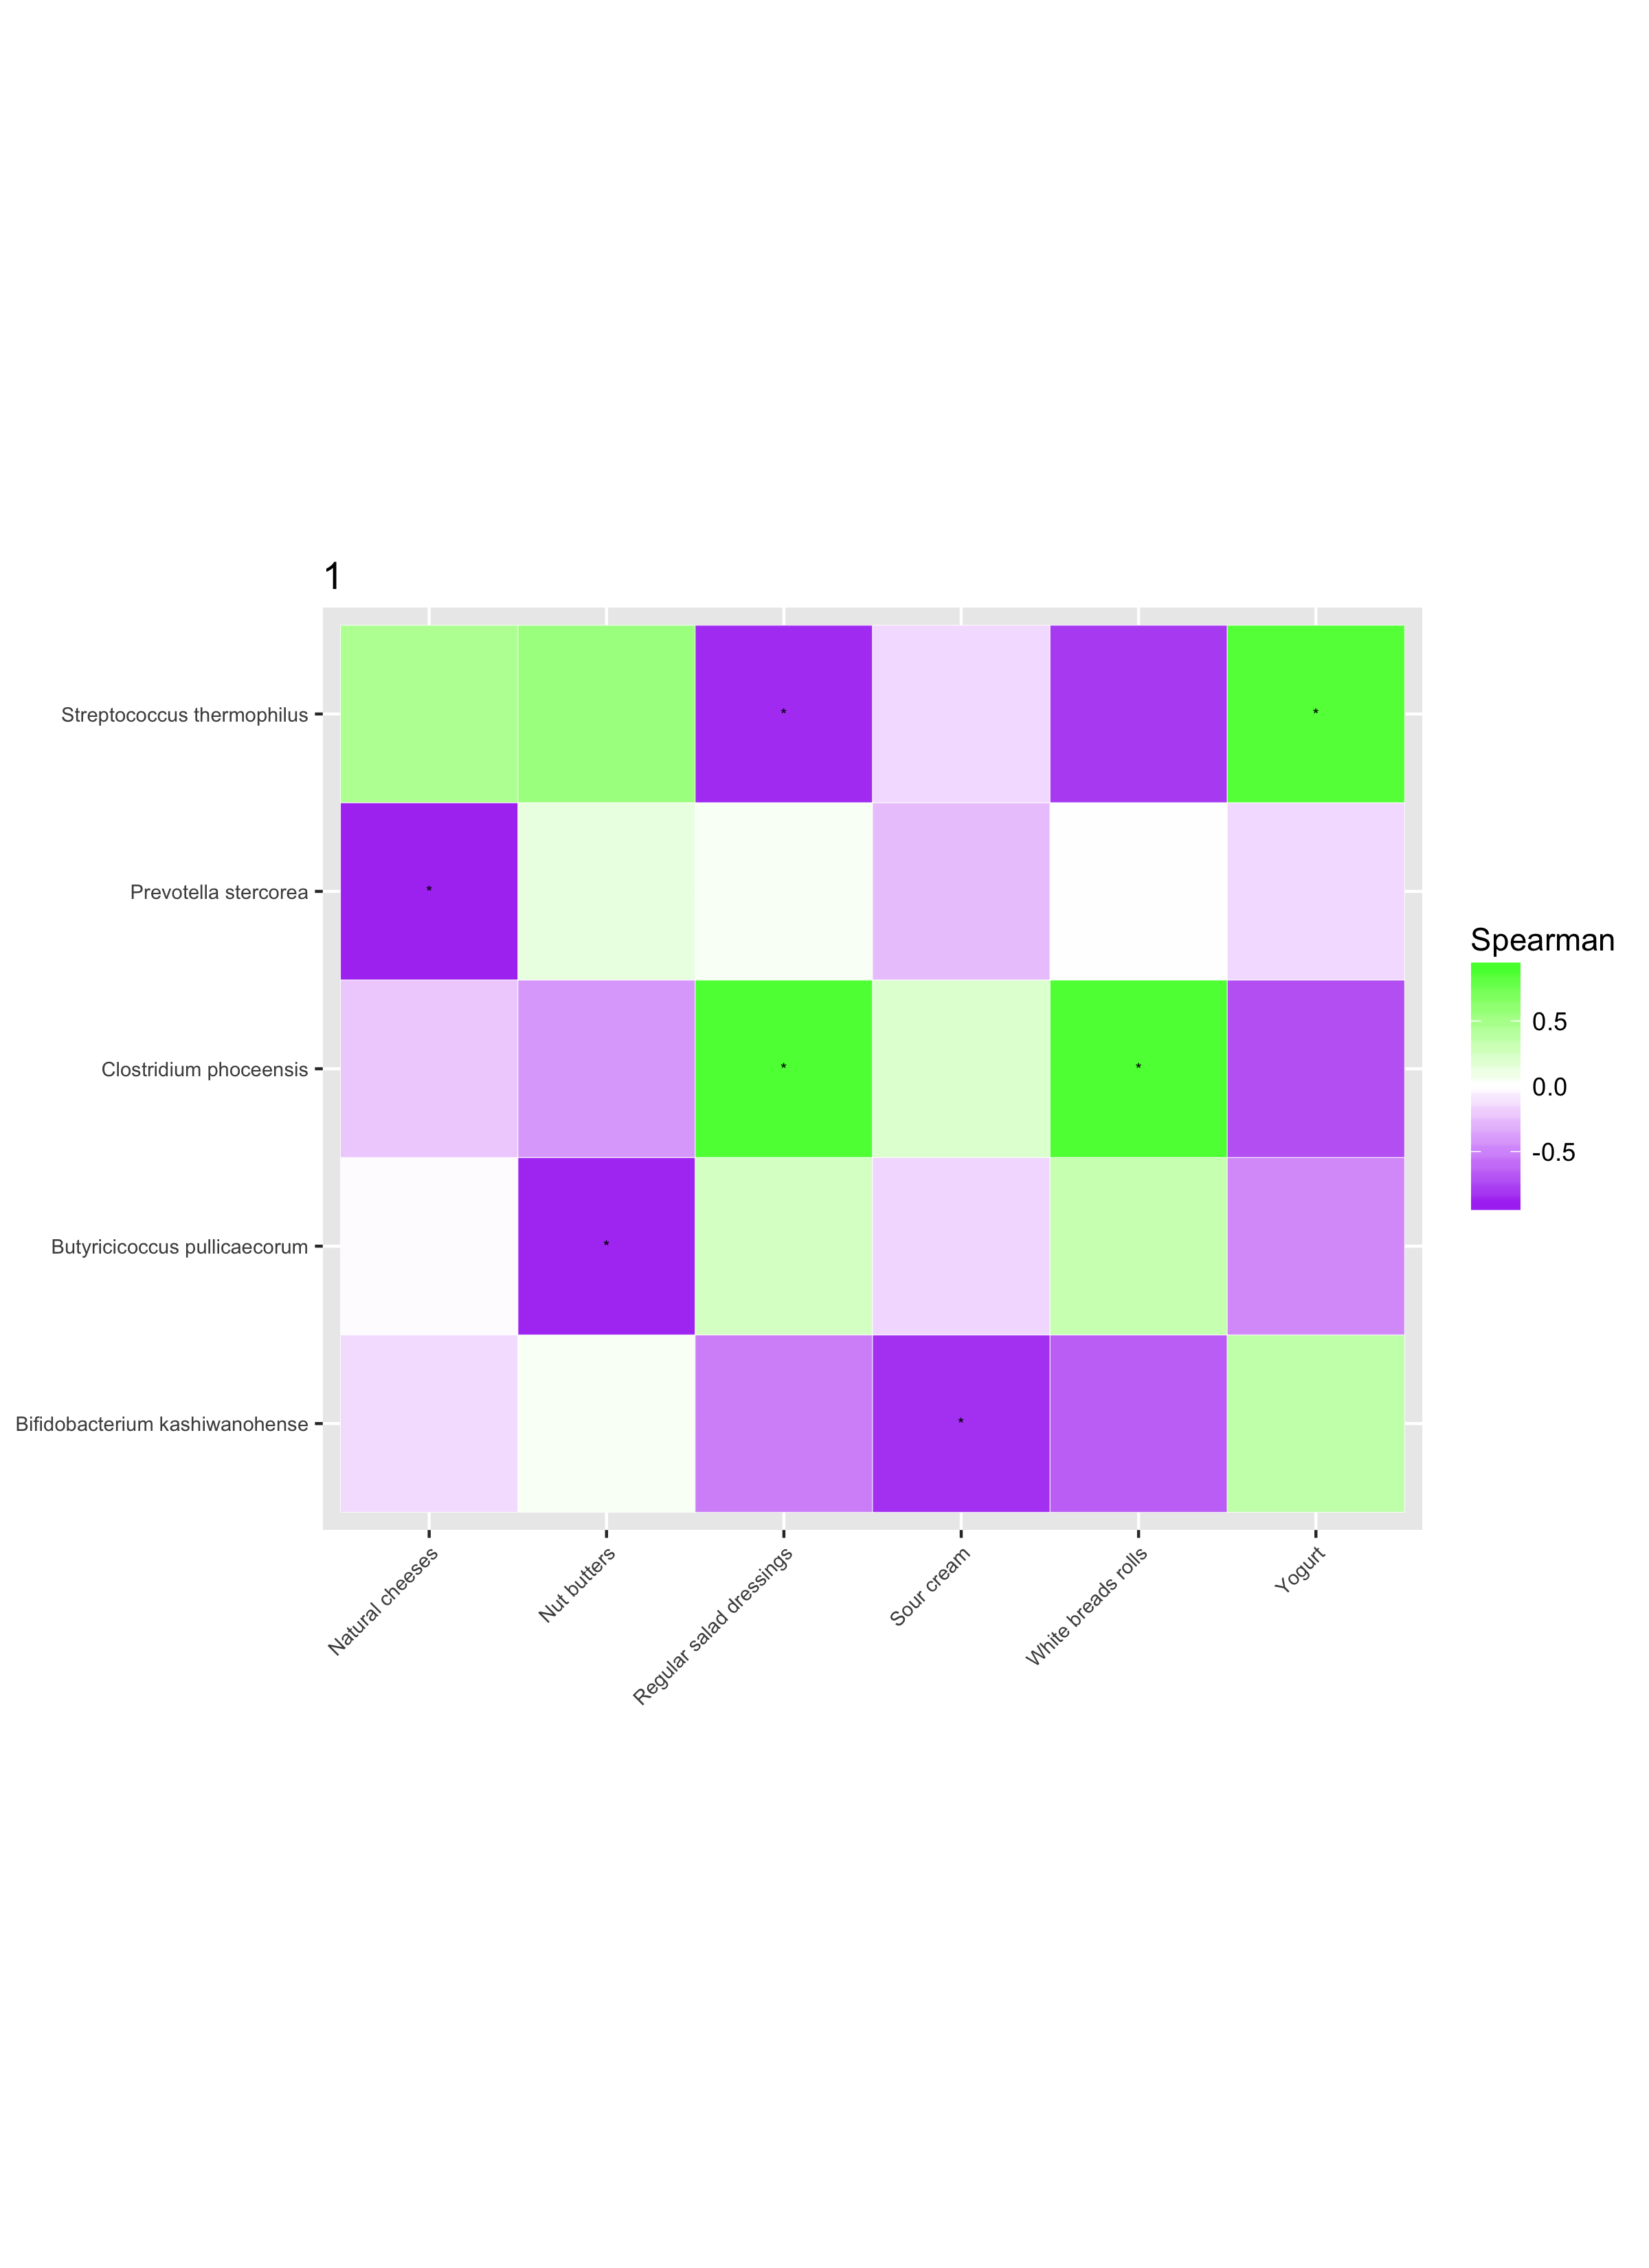 1
Streptococcus thermophilus
* *
Prevotella stercorea
*
Clostridium phoceensis
* *
Butyricicoccus pullicaecorum
*
Bifidobacterium kashiwanohense
*
Natural cheeses
Nut butters
Regular salad dressings
Sour cream
White breads rolls
Yogurt
Spearman
0.5
0.0
-0.5